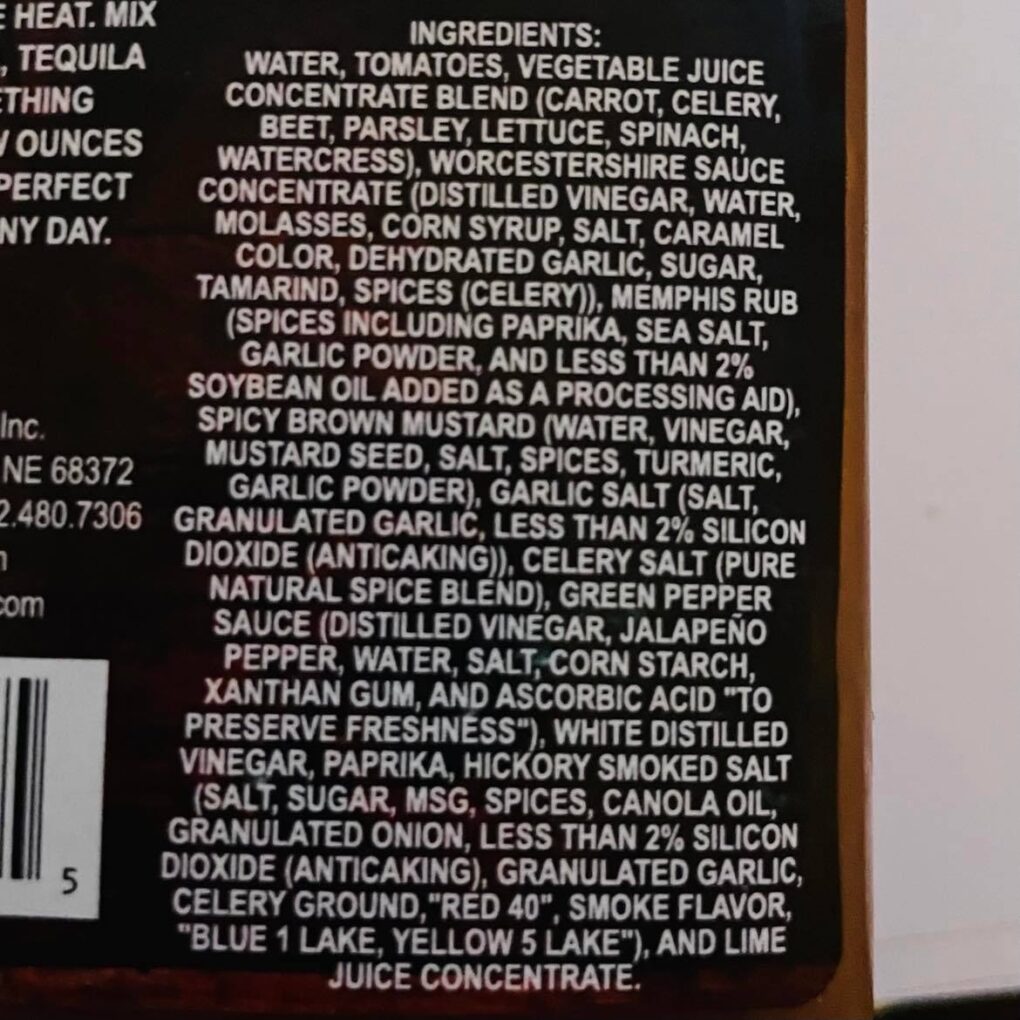 E HEAT. MIX
, TEQUILA
ETHING
OUNCES
PERFECT
NY DAY.
Inc.
NE 68372
2.480.7306
com
5
INGREDIENTS:
WATER, TOMATOES, VEGETABLE JUICE
CONCENTRATE BLEND (CARROT, CELERY,
BEET, PARSLEY, LETTUCE, SPINACH,
WATERCRESS), WORCESTERSHIRE SAUCE
CONCENTRATE (DISTILLED VINEGAR, WATER,
MOLASSES, CORN SYRUP, SALT, CARAMEL
COLOR, DEHYDRATED GARLIC, SUGAR,
TAMARIND, SPICES (CELERY)), MEMPHIS RUB
(SPICES INCLUDING PAPRIKA, SEA SALT,
GARLIC POWDER, AND LESS THAN 2%
SOYBEAN OIL ADDED AS A PROCESSING AID),
SPICY BROWN MUSTARD (WATER, VINEGAR,
MUSTARD SEED, SALT, SPICES, TURMERIC,
GARLIC POWDER), GARLIC SALT (SALT,
GRANULATED GARLIC, LESS THAN 2% SILICON
DIOXIDE (ANTICAKING)), CELERY SALT (PURE
NATURAL SPICE BLEND), GREEN PEPPER
SAUCE (DISTILLED VINEGAR, JALAPEÑO
PEPPER, WATER, SALT, CORN STARCH,
XANTHAN GUM, AND ASCORBIC ACID "TO
PRESERVE FRESHNESS"), WHITE DISTILLED
VINEGAR, PAPRIKA, HICKORY SMOKED SALT
(SALT, SUGAR, MSG, SPICES, CANOLA OIL,
GRANULATED ONION, LESS THAN 2% SILICON
DIOXIDE (ANTICAKING), GRANULATED GARLIC,
CELERY GROUND,"RED 40", SMOKE FLAVOR,
"BLUE 1 LAKE, YELLOW 5 LAKE"), AND LIME
JUICE CONCENTRATE.